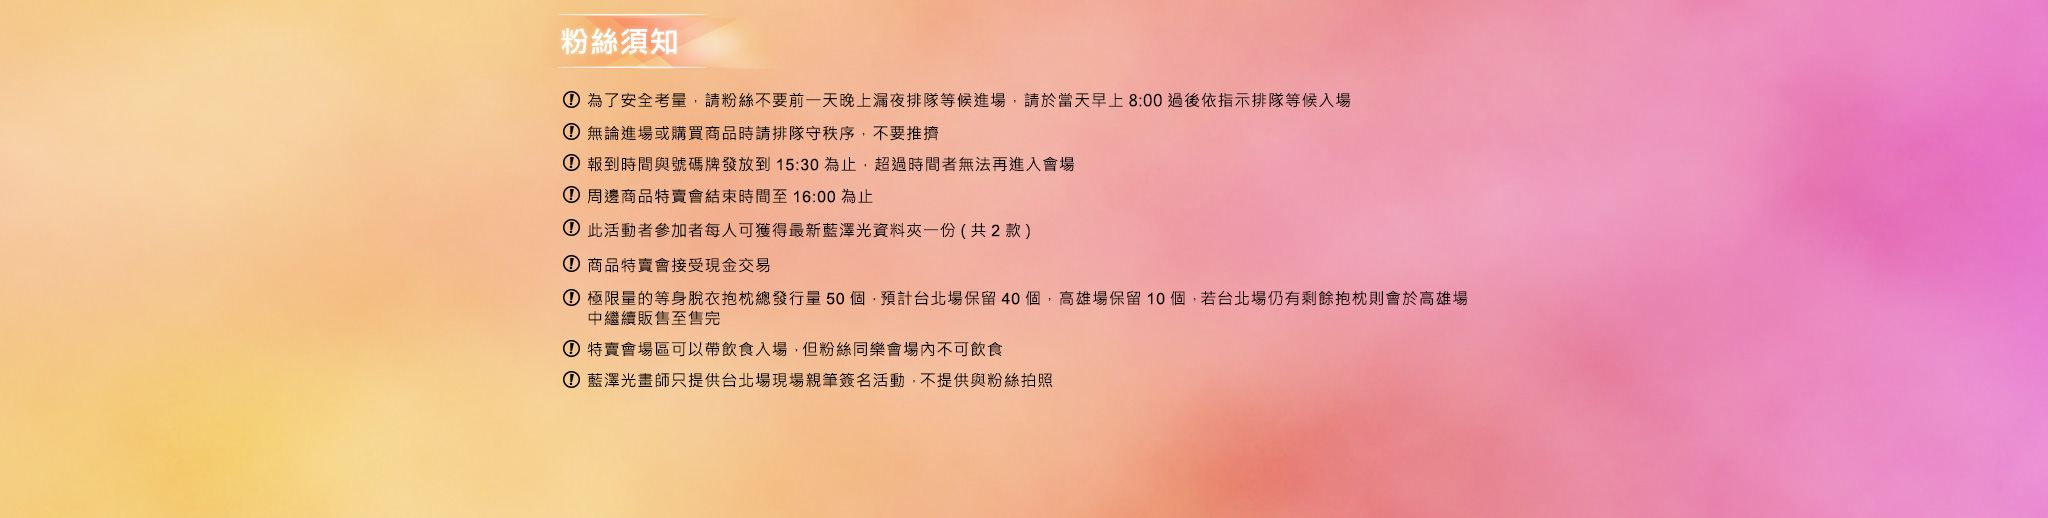 粉絲須知
為了安全考量，請粉絲不要前一天晚上漏夜排隊等候進場，請於當天早上 8:00 過後依指示排隊等候入場
無論進場或購買商品時請排隊守秩序，不要推擠
報到時間與號碼牌發放到 15:30 為止，超過時間者無法再進入會場
周邊商品特賣會結束時間至 16:00 為止
此活動者參加者每人可獲得最新藍澤光資料夾一份 ( 共 2 款 )
商品特賣會接受現金交易
極限量的等身脫衣抱枕總發行量 50 個，預計台北場保留 40 個，高雄場保留 10 個，若台北場仍有剩餘抱枕則會於高雄場
中繼續販售至售完
特賣會場區可以帶飲食入場，但粉絲同樂會場內不可飲食
藍澤光畫師只提供台北場現場親筆簽名活動，不提供與粉絲拍照